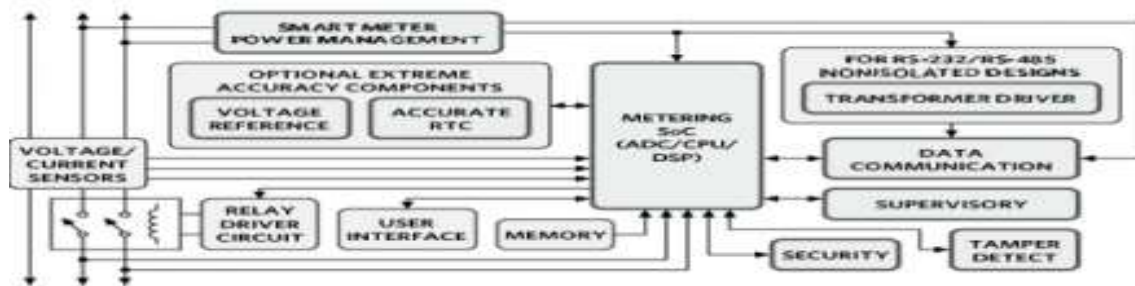 SMART METER
POWER MANAGEMENT
OPTIONAL EXTREME
ACCURACY COMPONENTS
VOLTAGE
REFERENCE
ACCURATE
RTC
METERING
SoC
(ADC/CPU/
DSP)
FOR RS-232/RS-485
NONISOLATED DESIGNS
TRANSFORMER DRIVER
VOLTAGE/
CURRENT
SENSORS
DATA
COMMUNICATION
RELAY
DRIVER
CIRCUIT
USER
INTERFACE
MEMORY
SUPERVISORY
SECURITY
TAMPER
DETECT